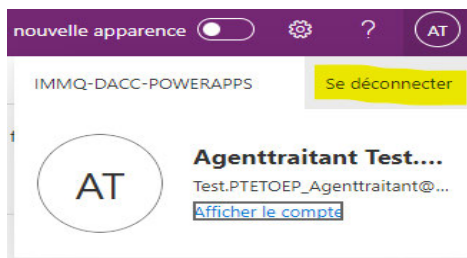 nouvelle apparence ? AT
IMMQ-DACC-POWERAPPS Se déconnecter
AT
Agenttraitant Test....
Test.PTETOEP_Agenttraitant@...
Afficher le compte